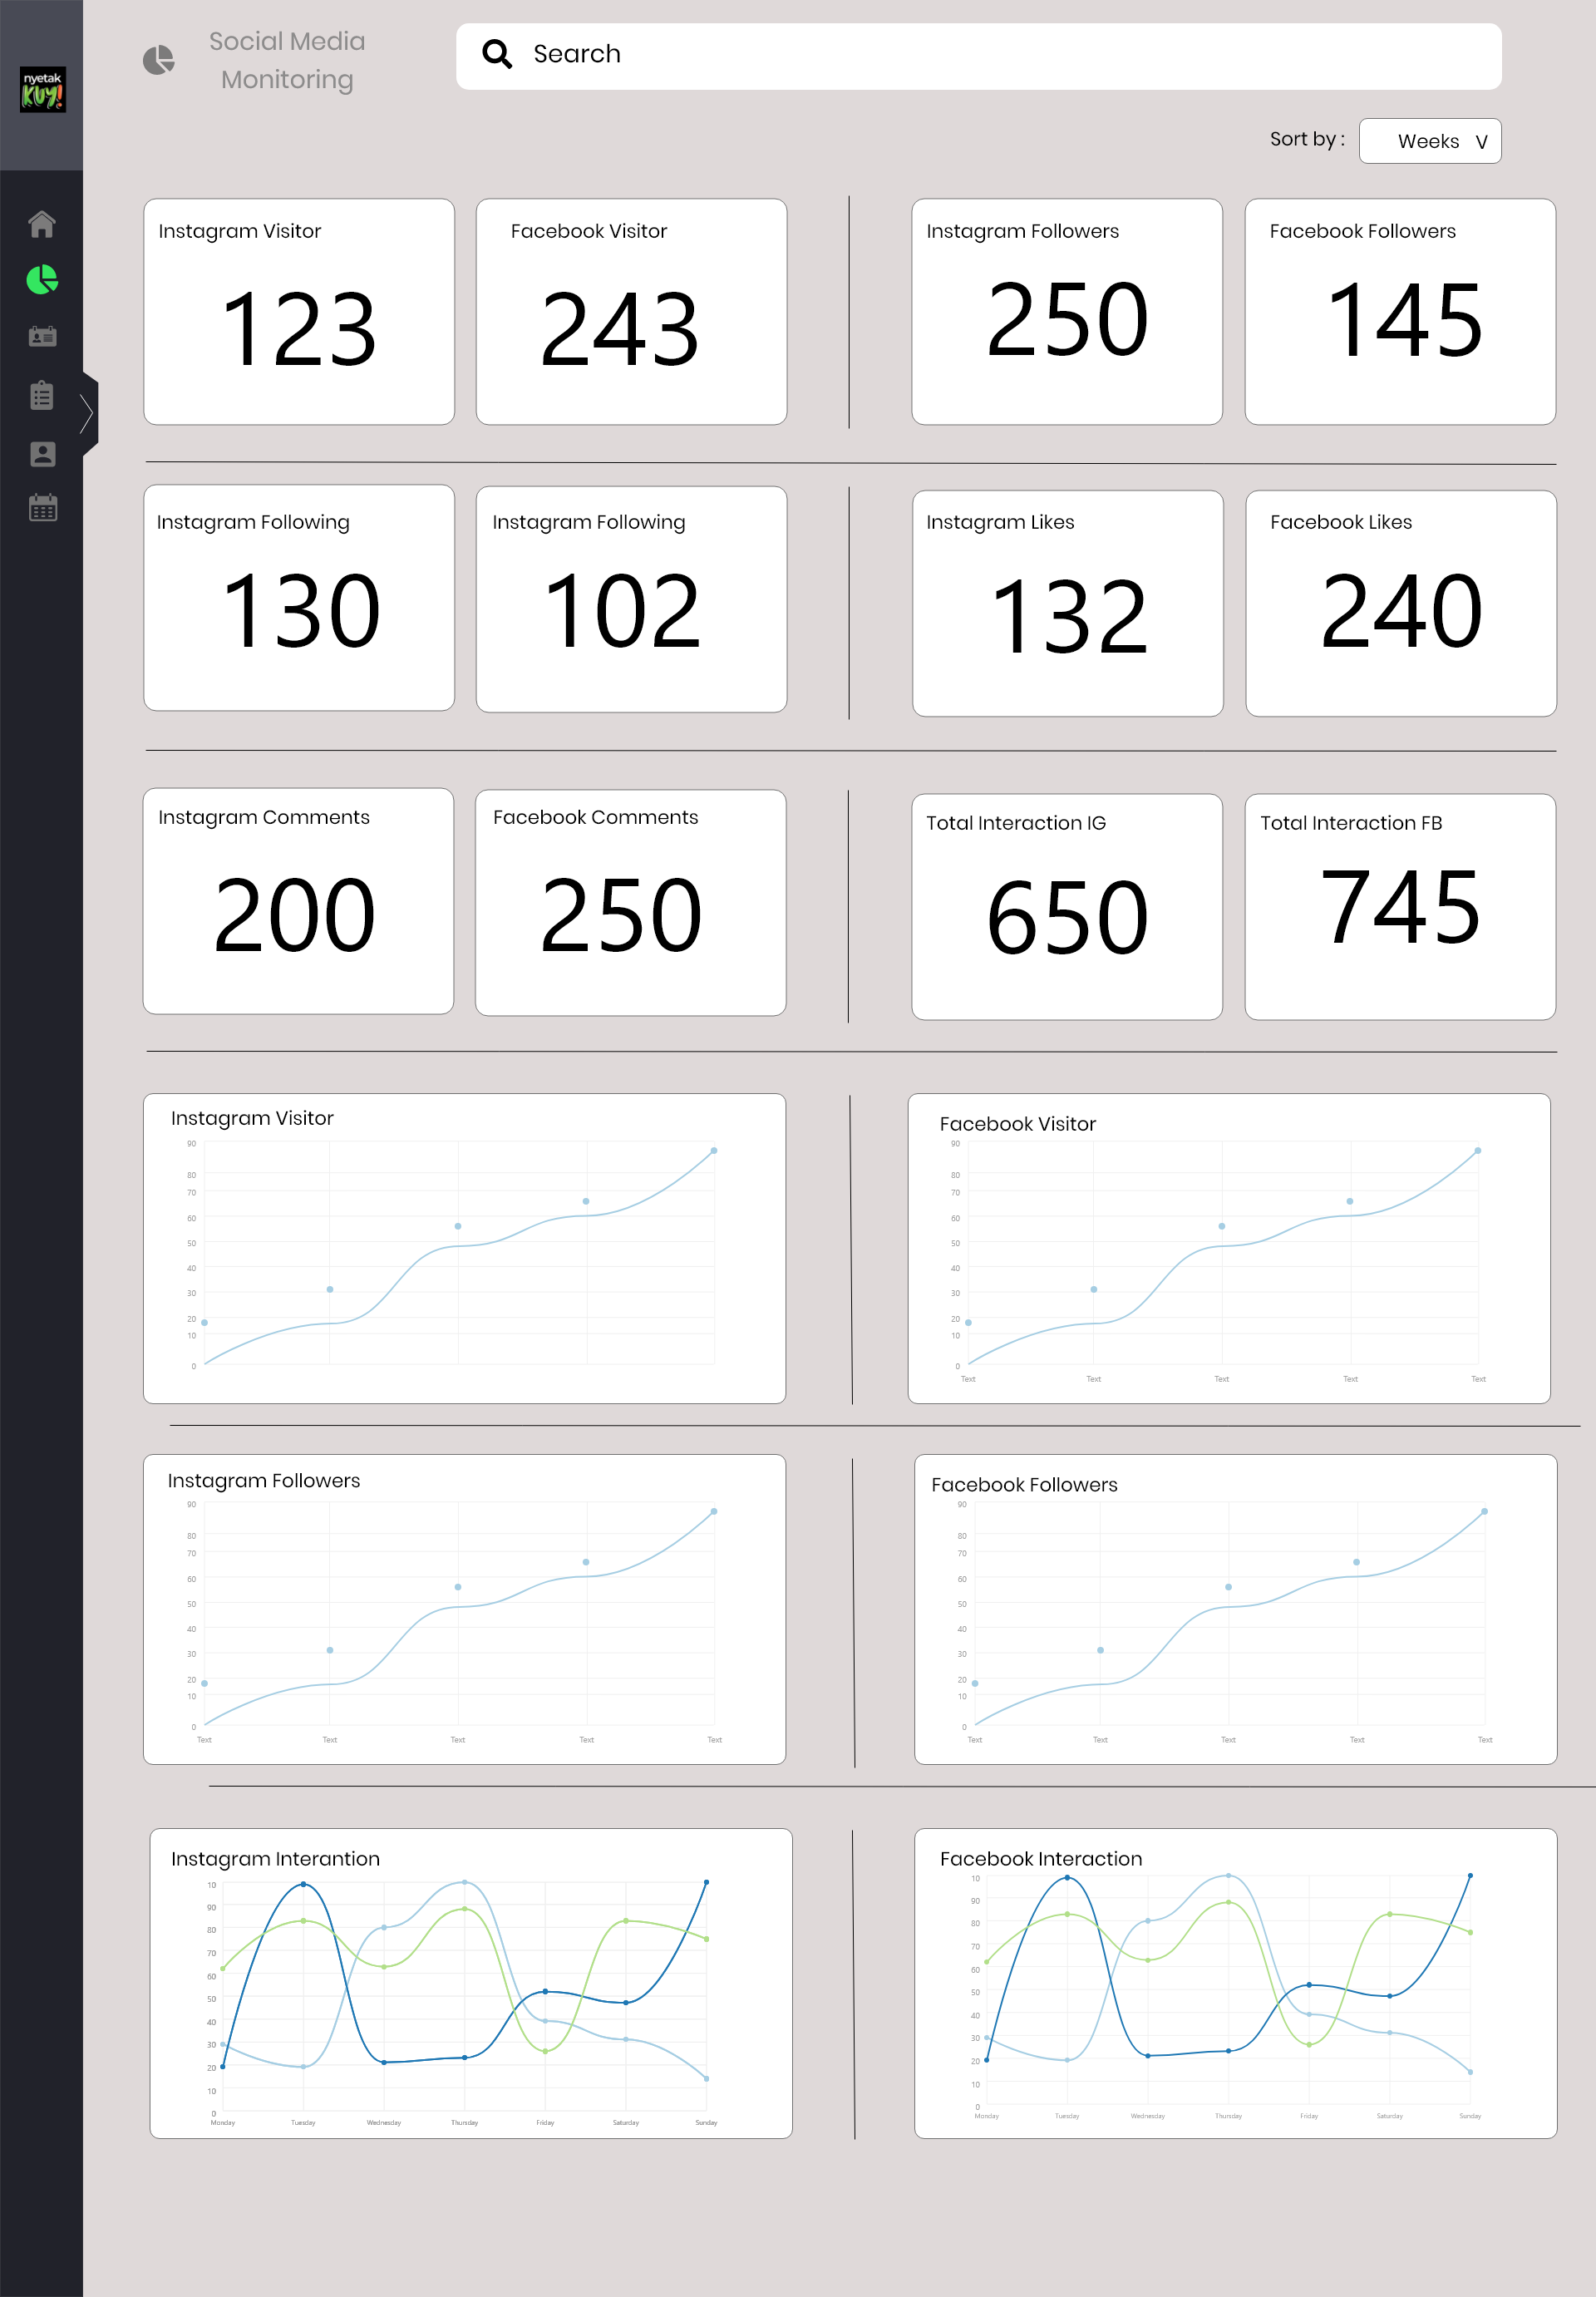 nyetak
KUY!
Social Media
Monitoring
Search
Sort by :
Weeks V
Instagram Visitor
123
Facebook Visitor
243
Instagram Followers
250
Facebook Followers
145
Instagram Following
130
Instagram Following
102
Instagram Likes
132
Facebook Likes
240
Instagram Comments
200
Facebook Comments
250
Total Interaction IG
650
Total Interaction FB
745
Instagram Visitor
90
80
70
60
50
40
30
20
10
0
Facebook Visitor
90
80
70
60
50
40
30
20
10
0
Text Text Text Text Text
Instagram Followers
90
80
70
60
50
40
30
20
10
0
Text Text Text Text Text
Facebook Followers
90
80
70
60
50
40
30
20
10
0
Text Text Text Text Text
Instagram Interantion
10
90
80
70
60
50
40
30
20
10
0
Monday Tuesday Wednesday Thursday Friday Saturday Sunday
Facebook Interaction
10
90
80
70
60
50
40
30
20
10
0
Monday Tuesday Wednesday Thursday Friday Saturday Sunday